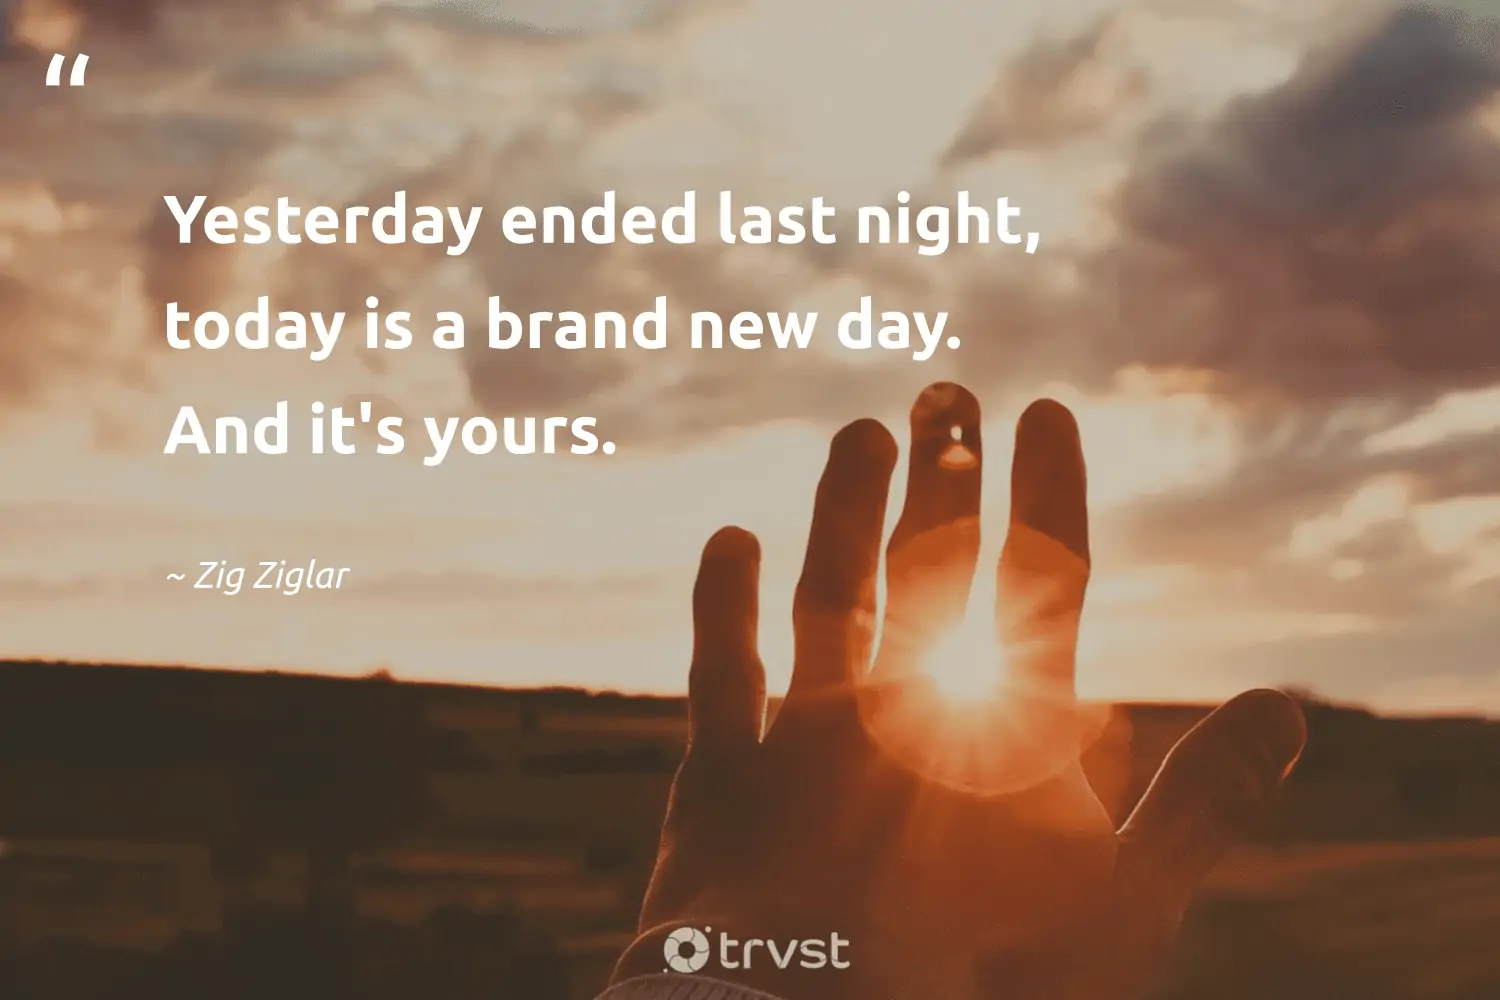 “
Yesterday ended last night,
today is a brand new day.
And it's yours.
~ Zig Ziglar
trvst